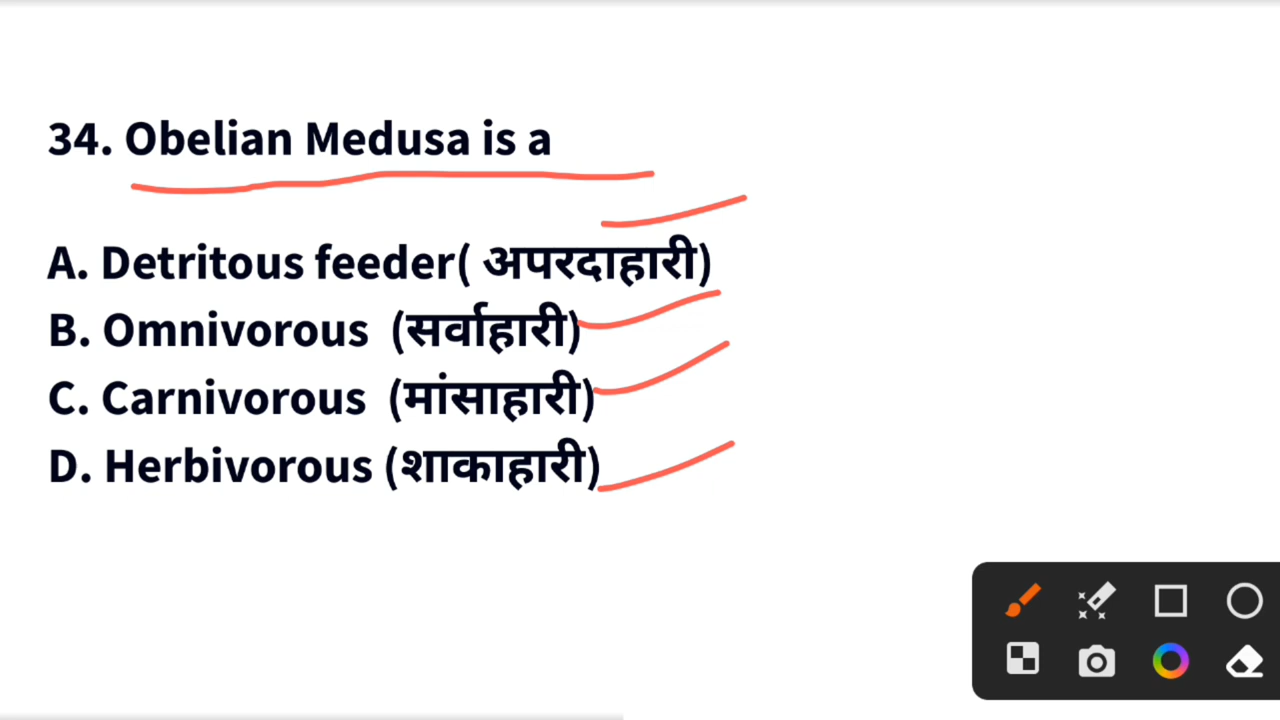 34. Obelian Medusa is a
A. Detritous feeder( अपरदाहारी)
B. Omnivorous (सर्वाहारी)
C. Carnivorous (मांसाहारी)
D. Herbivorous (शाकाहारी)